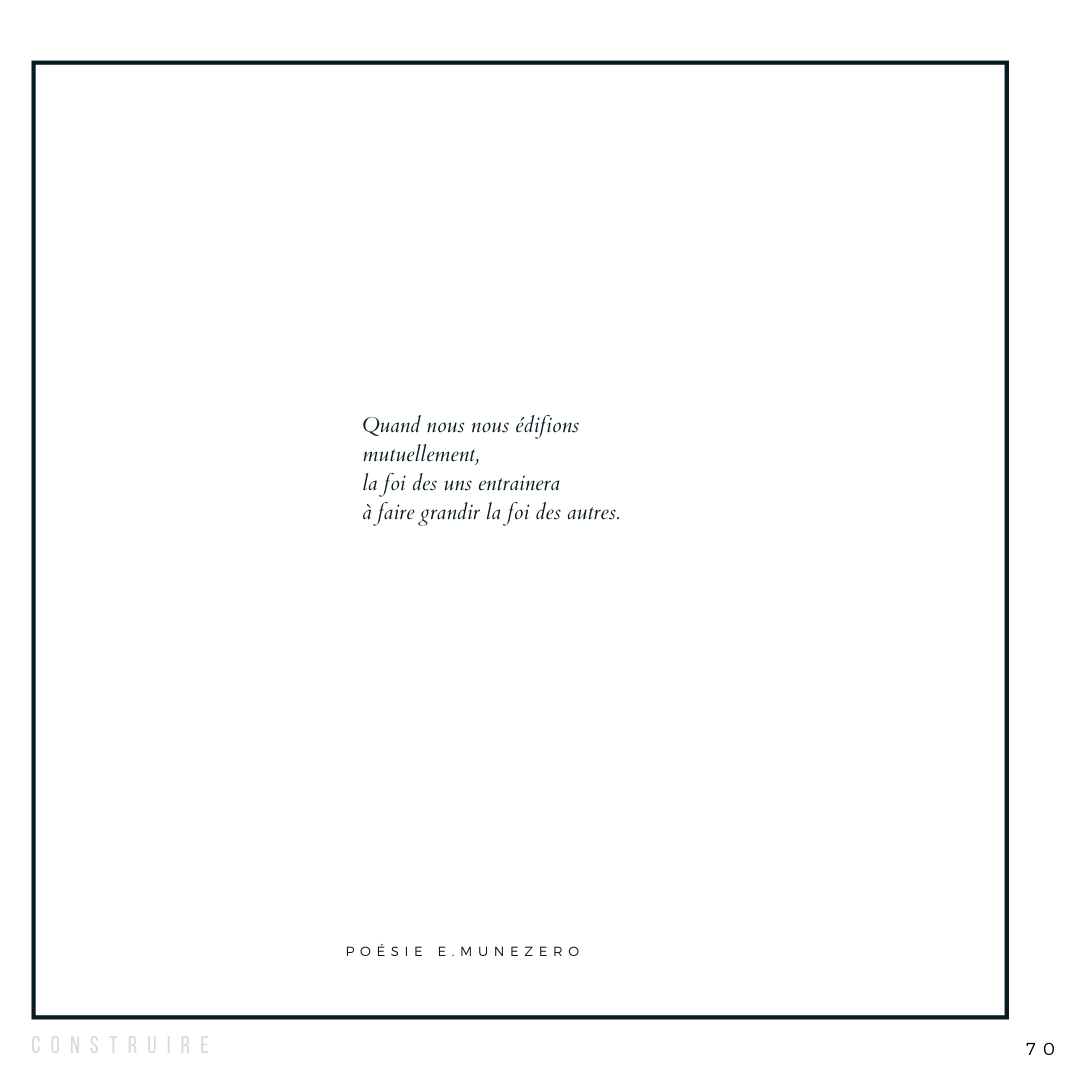 Quand nous nous édifions
mutuellement,
la foi des uns entrainera
à faire grandir la foi des autres.
POÉSIE E.MUNEZERO
CONSTRUIRE
70